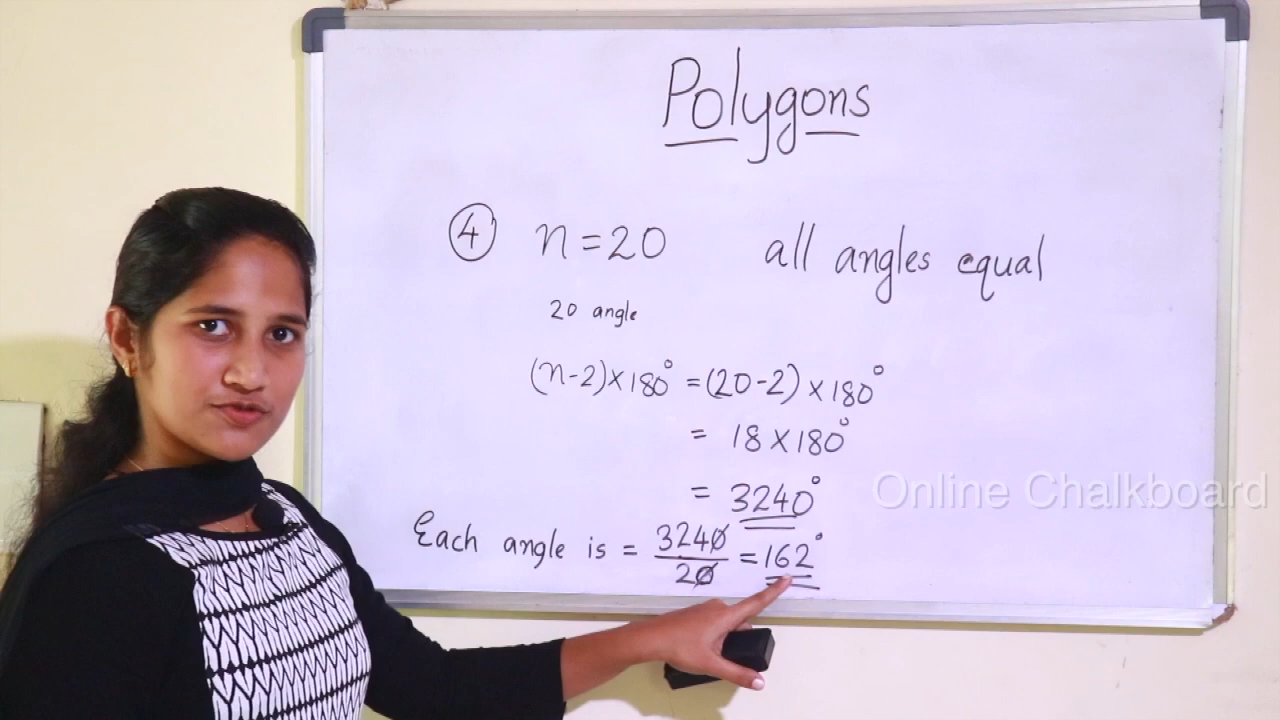 Polygons
④ n = 20 all angles equal
20 angle
(n-2)×180° = (20-2)×180°
= 18×180°
= 3240°
Each angle is = 3240/20 = 162°
Online Chalkboard